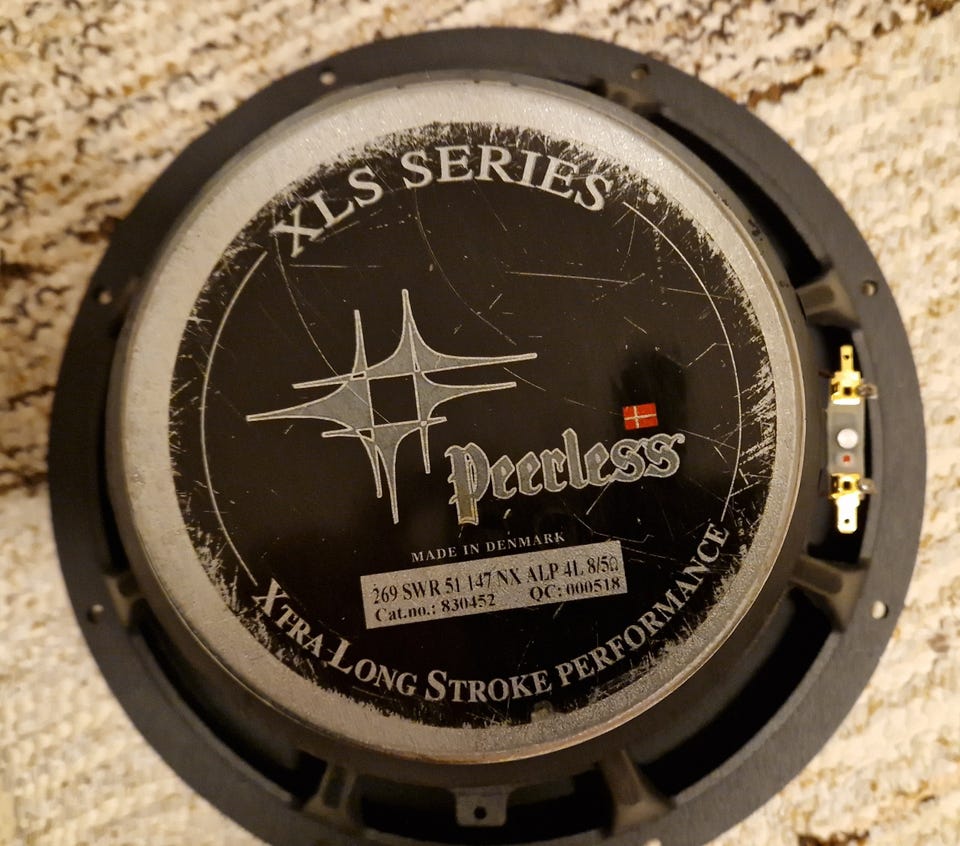 XLS SERIES
Peerless
MADE IN DENMARK
269 SWR 51 147 NX ALP 4L 8/5Ω
Cat.no.: 830452 QC: 000518
XTRA LONG STROKE PERFORMANCE